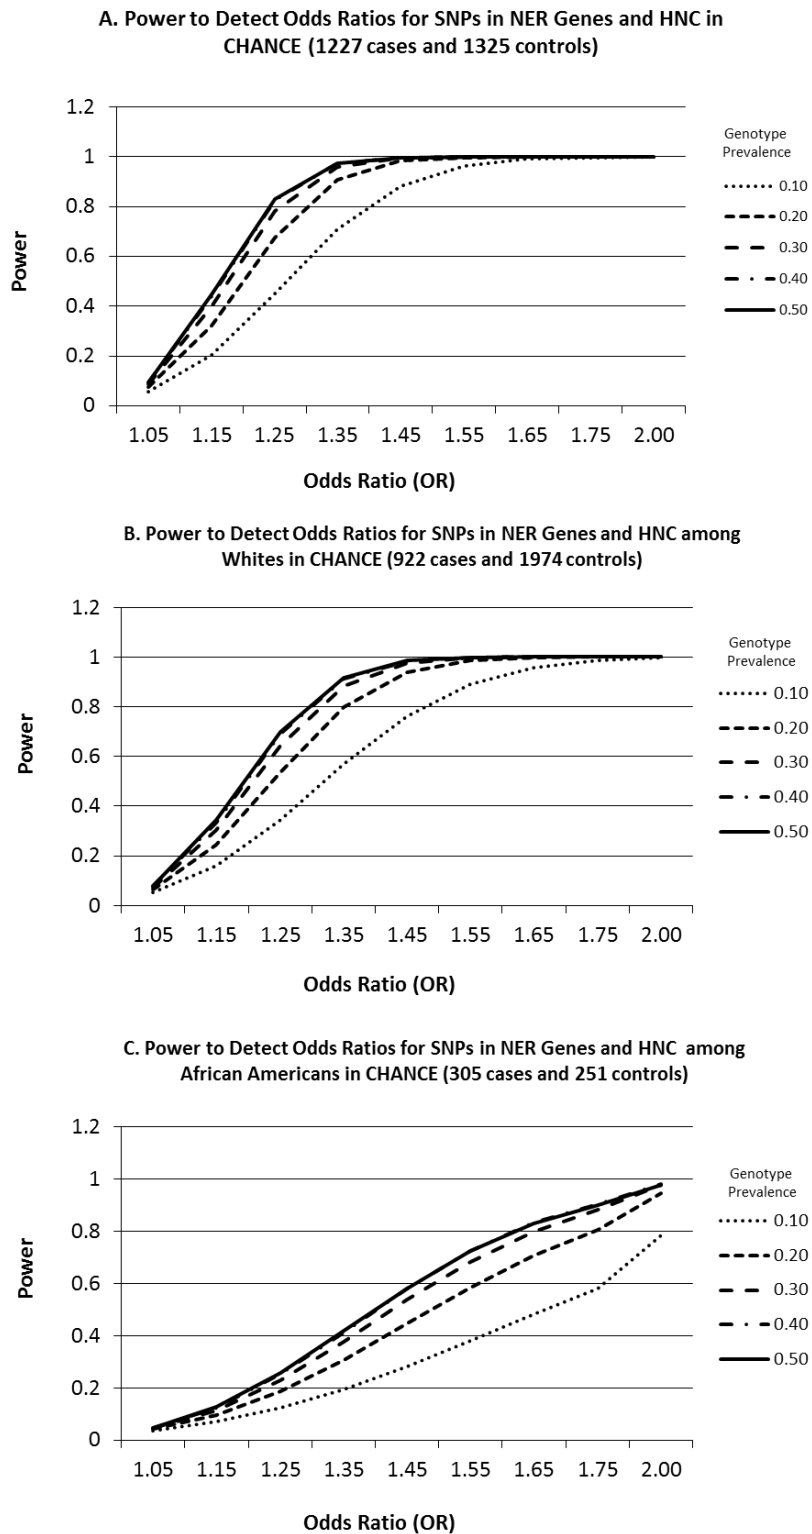 A. Power to Detect Odds Ratios for SNPs in NER Genes and HNC in
CHANCE (1227 cases and 1325 controls)
1.2
1
0.8
0.6
0.4
0.2
0
Power
1.05 1.15 1.25 1.35 1.45 1.55 1.65 1.75 2.00
Odds Ratio (OR)
Genotype
Prevalence
0.10
0.20
0.30
0.40
0.50
B. Power to Detect Odds Ratios for SNPs in NER Genes and HNC among
Whites in CHANCE (922 cases and 1974 controls)
1.2
1
0.8
0.6
0.4
0.2
0
Power
1.05 1.15 1.25 1.35 1.45 1.55 1.65 1.75 2.00
Odds Ratio (OR)
Genotype
Prevalence
0.10
0.20
0.30
0.40
0.50
C. Power to Detect Odds Ratios for SNPs in NER Genes and HNC among
African Americans in CHANCE (305 cases and 251 controls)
1.2
1
0.8
0.6
0.4
0.2
0
Power
1.05 1.15 1.25 1.35 1.45 1.55 1.65 1.75 2.00
Odds Ratio (OR)
Genotype
Prevalence
0.10
0.20
0.30
0.40
0.50